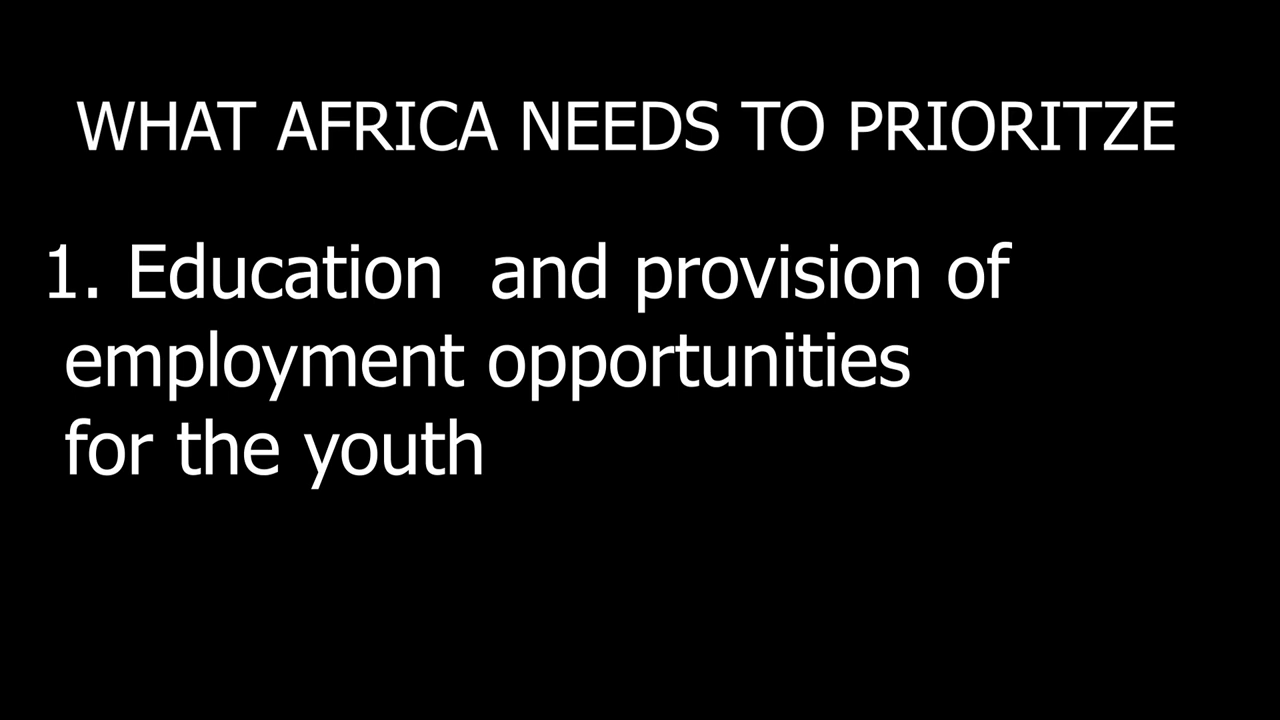 WHAT AFRICA NEEDS TO PRIORITZE
1. Education  and provision of
employment opportunities
for the youth